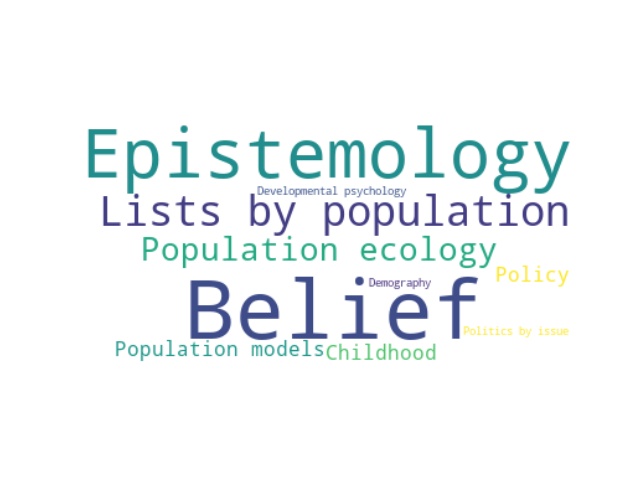 Epistemology
Developmental psychology
Lists by population
Population ecology
Policy
Demography
Belief
Politics by issue
Population models
Childhood